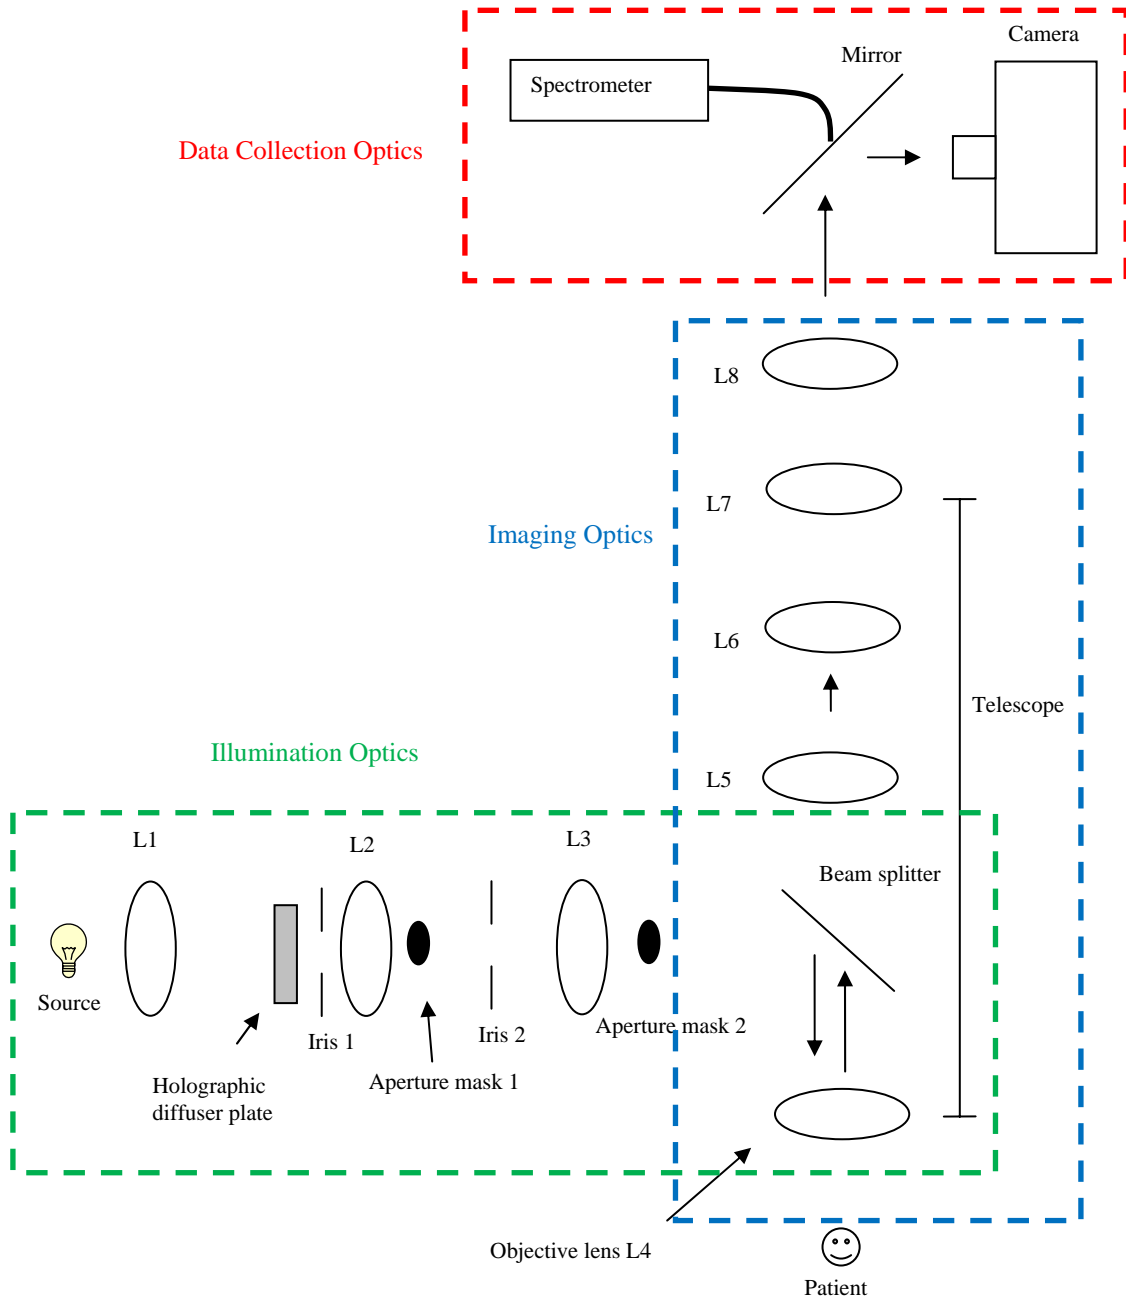 Camera
Mirror
Spectrometer
Data Collection Optics
L8
L7
Imaging Optics
L6
Telescope
Illumination Optics
L5
L1
L2
L3
Beam splitter
Source
Iris 1
Iris 2
Aperture mask 2
Holographic
diffuser plate
Aperture mask 1
Objective lens L4
Patient